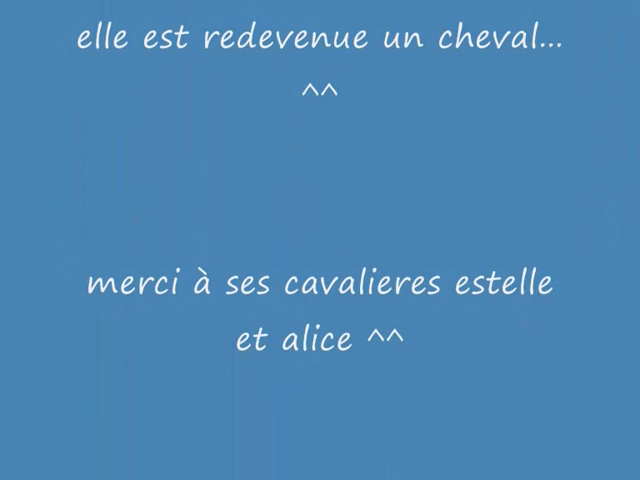 elle est redevenue un cheval...
^^
merci à ses cavalieres estelle
et alice ^^